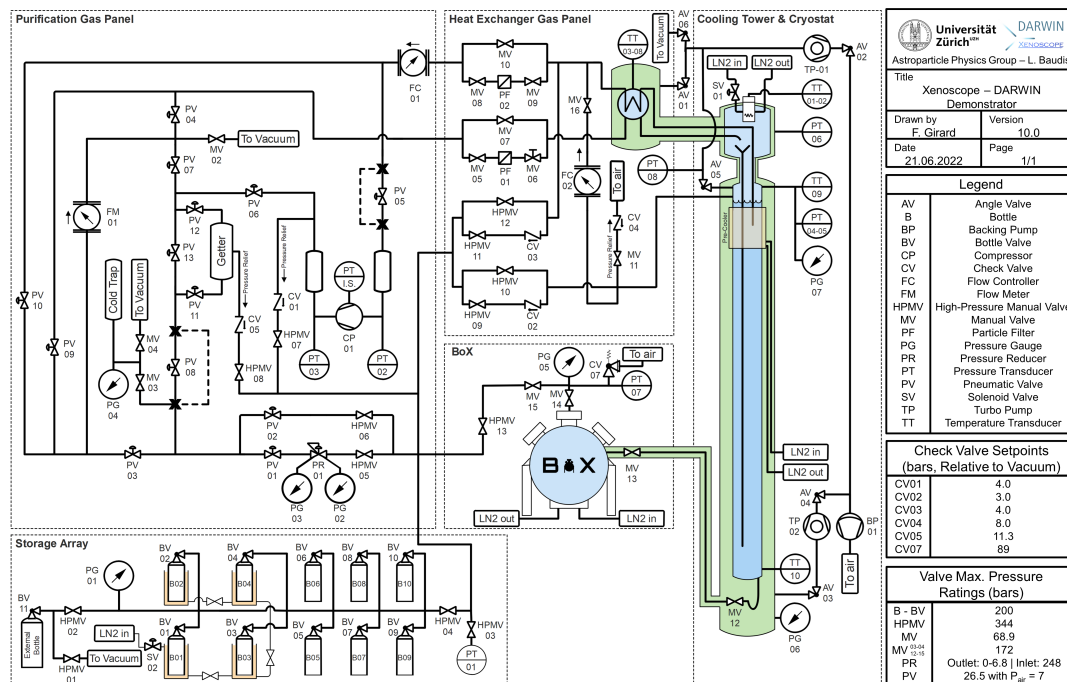 Purification Gas Panel
Heat Exchanger Gas Panel
Cooling Tower & Cryostat
BoX
Storage Array
PV 04
MV 02
To Vacuum
PV 07
FM 01
PV 06
PV 12
Getter
PV 13
PV 11
Cold Trap
To Vacuum
PV 10
PV 09
MV 04
MV 03
PG 04
PV 08
CV 05
HPMV 08
Pressure Relief
Pressure Relief
CV 01
HPMV 07
PT I.S.
CP 01
PT 03
PT 02
PV 05
FC 01
PV 02
HPMV 06
PV 03
PV 01
PR 01
HPMV 05
PG 03
PG 02
MV 10
MV 08
PF 02
MV 09
MV 07
MV 05
PF 01
MV 06
MV 16
FC 02
To air
HPMV 12
HPMV 11
CV 03
CV 04
MV 11
Pressure Relief
HPMV 10
HPMV 09
CV 02
TT 03-08
To Vacuum
AV 06
AV 01
LN2 in
LN2 out
SV 01
TP-01
AV 02
TT 01-02
PT 06
PT 08
AV 05
TT 09
PT 04-05
PG 07
Pre-Cooler
LN2 in
LN2 out
AV 04
TP 02
BP 01
To air
TT 10
AV 03
MV 12
PG 06
PG 05
CV 07
To air
PT 07
MV 15
MV 14
HPMV 13
B X
MV 13
LN2 out
LN2 in
BV 02
BV 04
BV 06
BV 08
BV 10
B02
B04
B06
B08
B10
PG 01
BV 11
HPMV 02
External Bottle
LN2 in
To Vacuum
HPMV 01
SV 02
BV 01
BV 03
BV 05
BV 07
BV 09
B01
B03
B05
B07
B09
HPMV 04
HPMV 03
PT 01
Universität Zürich UZH
DARWIN
XENOSCOPE
Astroparticle Physics Group – L. Baudis
Title
Xenoscope – DARWIN
Demonstrator
Drawn by
F. Girard
Version
10.0
Date
21.06.2022
Page
1/1
Legend
AV Angle Valve
B Bottle
BP Backing Pump
BV Bottle Valve
CP Compressor
CV Check Valve
FC Flow Controller
FM Flow Meter
HPMV High-Pressure Manual Valve
MV Manual Valve
PF Particle Filter
PG Pressure Gauge
PR Pressure Reducer
PT Pressure Transducer
PV Pneumatic Valve
SV Solenoid Valve
TP Turbo Pump
TT Temperature Transducer
Check Valve Setpoints
(bars, Relative to Vacuum)
CV01 4.0
CV02 3.0
CV03 4.0
CV04 8.0
CV05 11.3
CV07 89
Valve Max. Pressure
Ratings (bars)
B - BV 200
HPMV 344
MV 68.9
MV 03-04 12-15 172
PR Outlet: 0-6.8 | Inlet: 248
PV 26.5 with Pair = 7